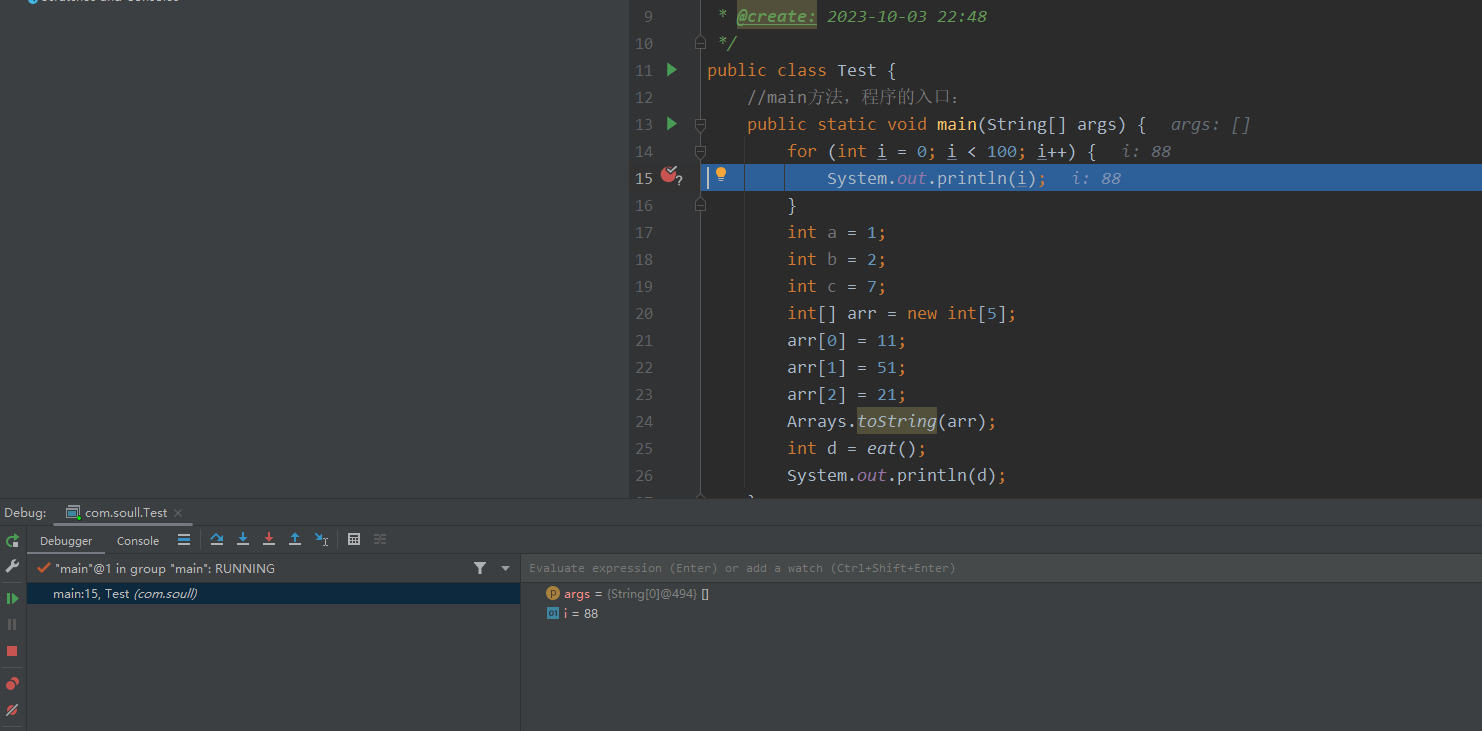 Scratches and Consoles
9 * @create: 2023-10-03 22:48
10 */
11 public class Test {
12 //main方法，程序的入口：
13 public static void main(String[] args) { args: []
14 for (int i = 0; i < 100; i++) { i: 88
15 System.out.println(i); i: 88
16 }
17 int a = 1;
18 int b = 2;
19 int c = 7;
20 int[] arr = new int[5];
21 arr[0] = 11;
22 arr[1] = 51;
23 arr[2] = 21;
24 Arrays.toString(arr);
25 int d = eat();
26 System.out.println(d);
Debug: com.soull.Test
Debugger Console
"main"@1 in group "main": RUNNING
Evaluate expression (Enter) or add a watch (Ctrl+Shift+Enter)
main:15, Test (com.soull)
args = {String[0]@494} []
i = 88